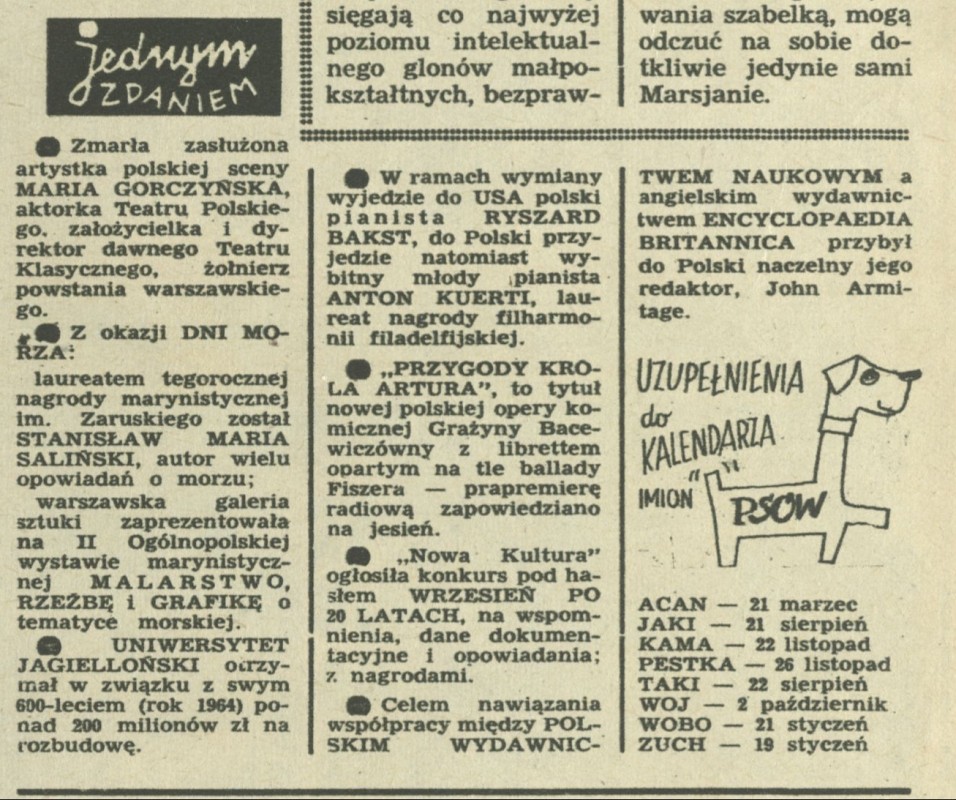 sięgają co najwyżej
poziomu intelektual-
nego glonów małpo-
kształtnych, bezpraw-
wania szabelką, mogą
odczuć na sobie do-
tkliwie jedynie sami
Marsjanie.
jednym
ZDANIEM
● Zmarła zasłużona
artystka polskiej sceny
MARIA GORCZYŃSKA,
aktorka Teatru Polskie-
go. założycielka i dy-
rektor dawnego Teatru
Klasycznego, żołnierz
powstania warszawskie-
go.
● Z okazji DNI MO-
RZA:
laureatem tegorocznej
nagrody marynistycznej
im. Zaruskiego został
STANISŁAW MARIA
SALIŃSKI, autor wielu
opowiadań o morzu;
warszawska galeria
sztuki zaprezentowała
na II Ogólnopolskiej
wystawie marynistycz-
nej MALARSTWO,
RZEŹBĘ i GRAFIKĘ o
tematyce morskiej.
● UNIWERSYTET
JAGIELLOŃSKI otrzy-
mał w związku z swym
600-leciem (rok 1964) po-
nad 200 milionów zł na
rozbudowę.
● W ramach wymiany
wyjedzie do USA polski
pianista RYSZARD
BAKST, do Polski przy-
jedzie natomiast wy-
bitny młody pianista
ANTON KUERTI, lau-
reat nagrody filharmo-
nii filadelfijskiej.
● „PRZYGODY KRÓ-
LA ARTURA”, to tytuł
nowej polskiej opery ko-
micznej Grażyny Bace-
wiczówny z librettem
opartym na tle ballady
Fiszera — prapremierę
radiową zapowiedziano
na jesień.
● „Nowa Kultura”
ogłosiła konkurs pod ha-
słem WRZESIEŃ PO
20 LATACH, na wspom-
nienia, dane dokumen-
tacyjne i opowiadania;
z nagrodami.
● Celem nawiązania
współpracy między POL-
SKIM WYDAWNIC-
TWEM NAUKOWYM a
angielskim wydawnic-
twem ENCYCLOPAEDIA
BRITANNICA przybył
do Polski naczelny jego
redaktor, John Armi-
tage.
UZUPEŁNIENIA
do
KALENDARZA
IMION "PSÓW"
ACAN — 21 marzec
JAKI — 21 sierpień
KAMA — 22 listopad
PESTKA — 26 listopad
TAKI — 22 sierpień
WOJ — 2 październik
WOBO — 21 styczeń
ZUCH — 19 styczeń